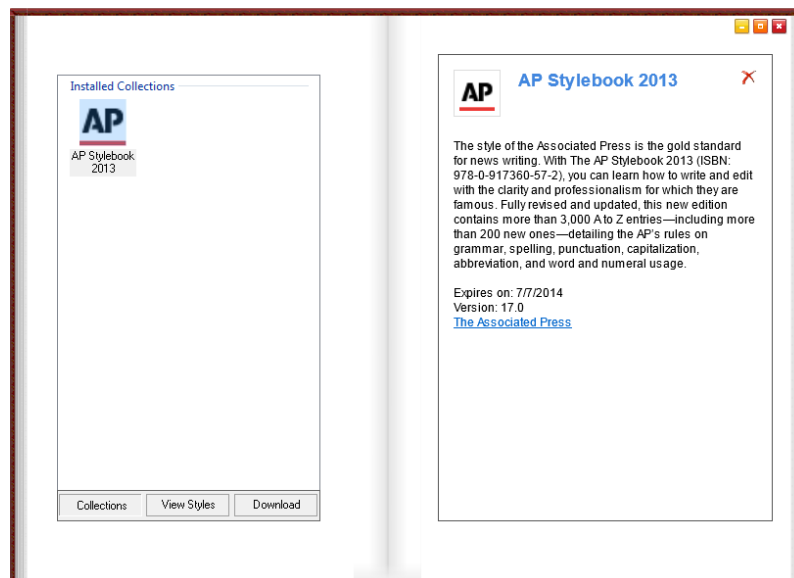 Installed Collections
AP
AP Stylebook
2013
Collections
View Styles
Download
AP
AP Stylebook 2013
The style of the Associated Press is the gold standard
for news writing. With The AP Stylebook 2013 (ISBN:
978-0-917360-57-2), you can learn how to write and edit
with the clarity and professionalism for which they are
famous. Fully revised and updated, this new edition
contains more than 3,000 A to Z entries—including more
than 200 new ones—detailing the AP's rules on
grammar, spelling, punctuation, capitalization,
abbreviation, and word and numeral usage.
Expires on: 7/7/2014
Version: 17.0
The Associated Press